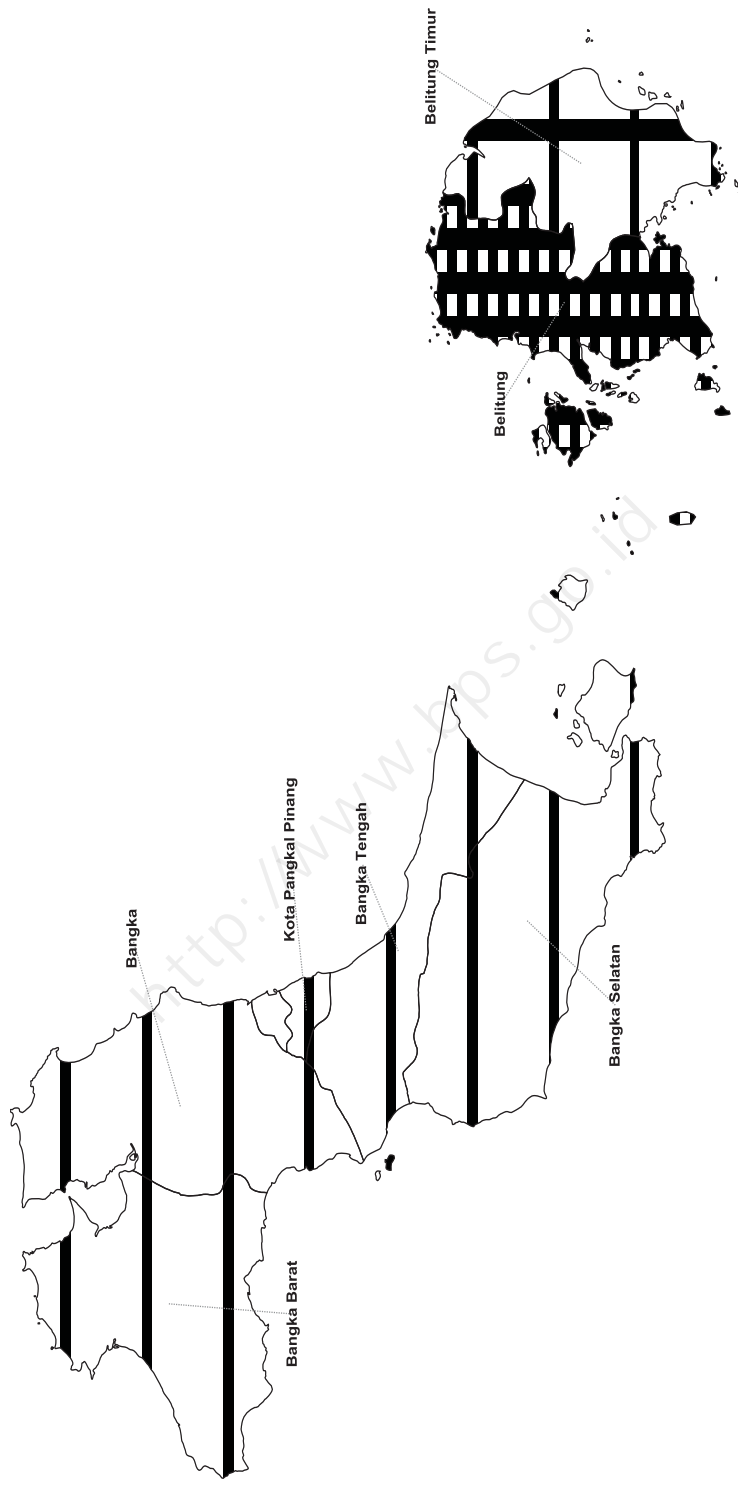 Belitung Timur
Belitung
Kota Pangkal Pinang
Bangka Tengah
Bangka
Bangka Selatan
Bangka Barat
http://www.bps.go.id